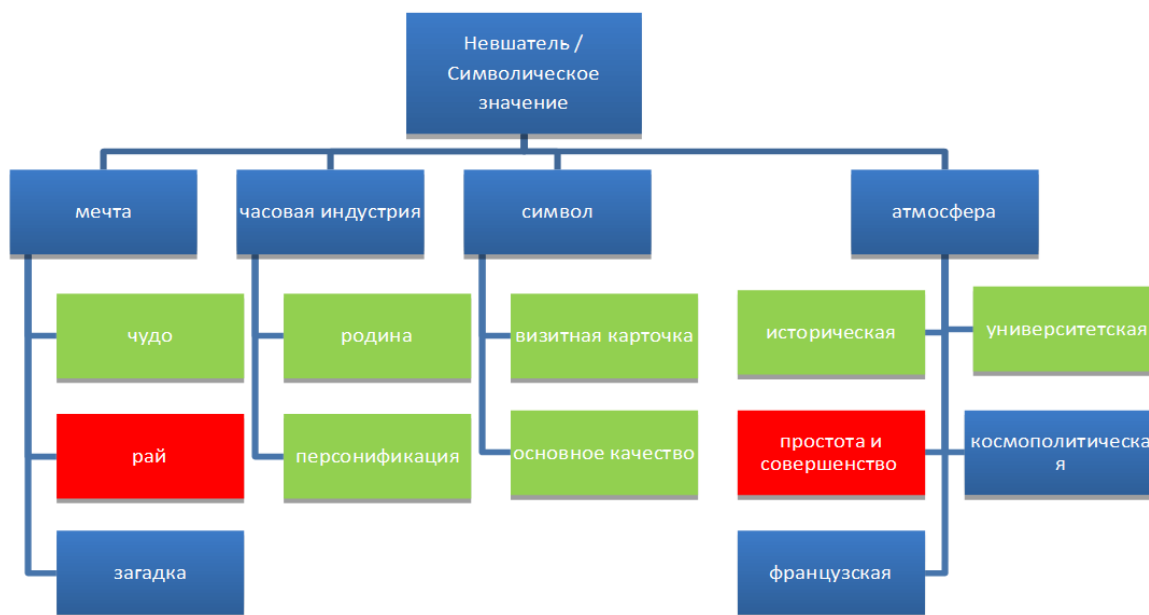 Невшатель /
Символическое
значение
мечта
часовая индустрия
символ
атмосфера
чудо
родина
визитная карточка
историческая
университетская
рай
персонификация
основное качество
простота и
совершенство
космополитическа
я
загадка
французская